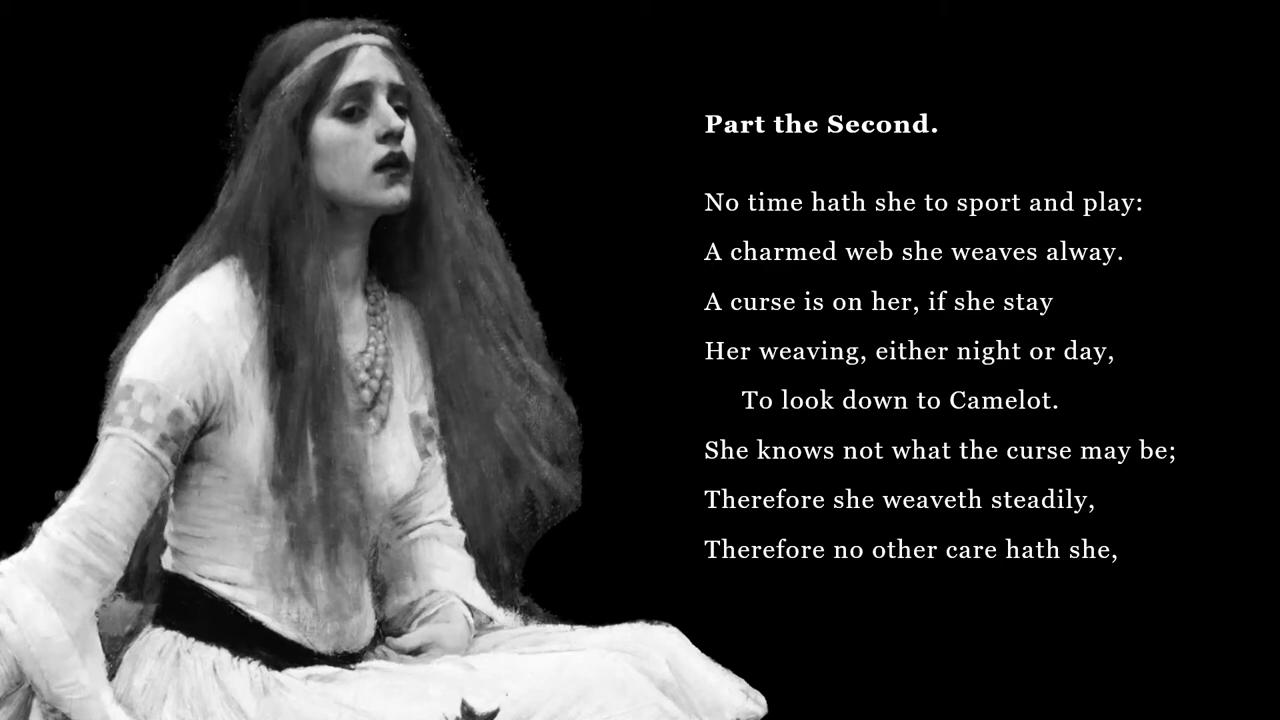 Part the Second.
No time hath she to sport and play:
A charmed web she weaves alway.
A curse is on her, if she stay
Her weaving, either night or day,
To look down to Camelot.
She knows not what the curse may be;
Therefore she weaveth steadily,
Therefore no other care hath she,